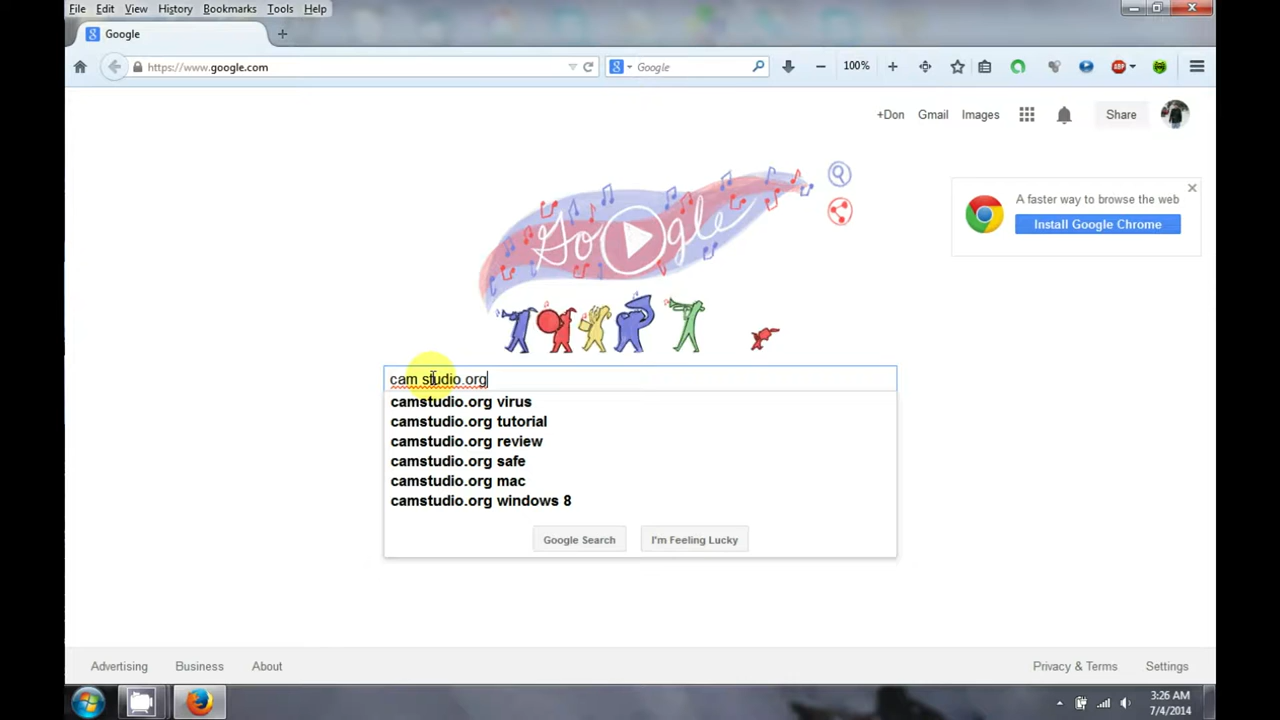 File Edit View History Bookmarks Tools Help
Google
https://www.google.com
Google
100%
ABP
+Don Gmail Images Share
Google
A faster way to browse the web
Install Google Chrome
cam studio.org
camstudio.org virus
camstudio.org tutorial
camstudio.org review
camstudio.org safe
camstudio.org mac
camstudio.org windows 8
Google Search I'm Feeling Lucky
Advertising Business About Privacy & Terms Settings
3:26 AM
7/4/2014